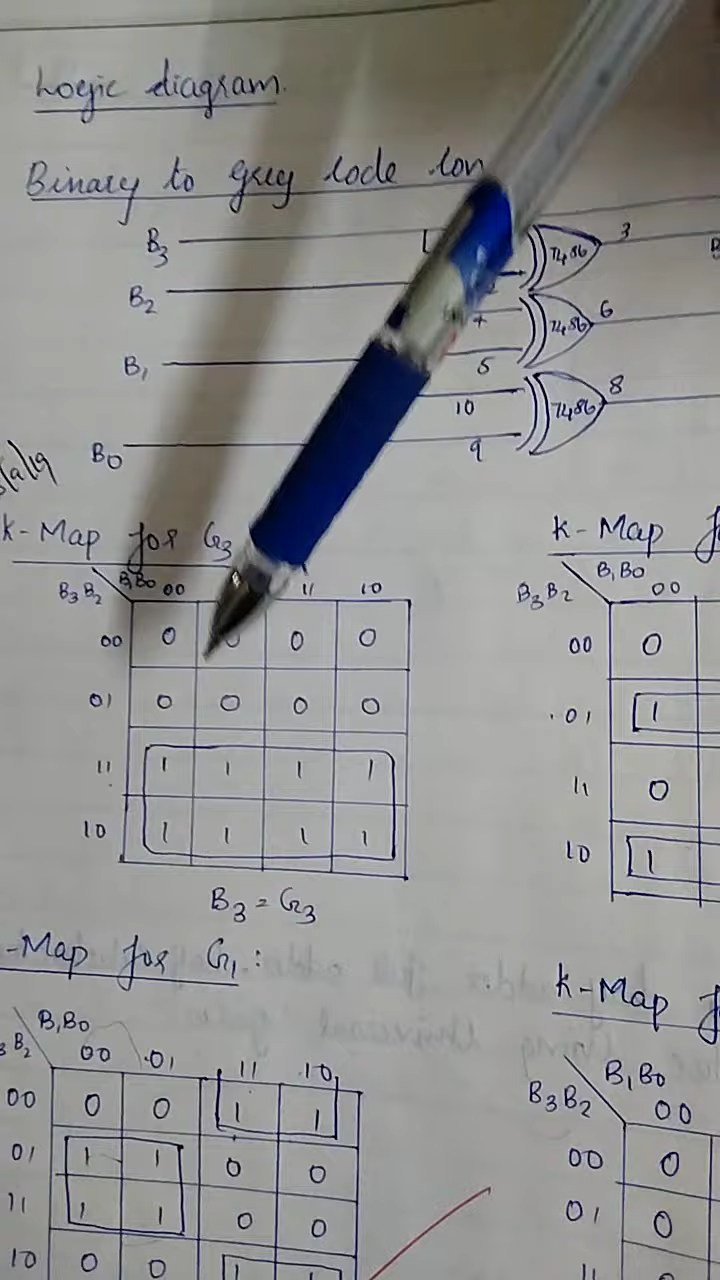 Logic diagram.
Binary to grey code con
B3 1 7486 3
B2
7486 6
B1 5
10 7486 8
B0 9
K-Map for G3
B3B2 B1B0 00 11 10
00 0 0 0 0
01 0 0 0 0
11 1 1 1 1
10 1 1 1 1
B3 = G3
K-Map
B3B2 B1B0 00
00 0
01 1
11 0
10 1
-Map for G1:
B2 B1B0 00 01 11 10
00 0 0 1 1
01 1 1 0 0
11 1 1 0 0
10 0 0 1 1
K-Map
B3B2 B1B0 00
00 0
01 0
11